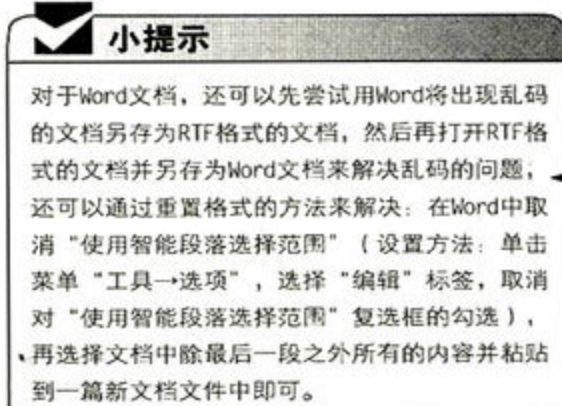 小提示
对于Word文档，还可以先尝试用Word将出现乱码
的文档另存为RTF格式的文档，然后再打开RTF格
式的文档并另存为Word文档来解决乱码的问题；
还可以通过重置格式的方法来解决：在Word中取
消“使用智能段落选择范围”（设置方法：单击
菜单“工具→选项”，选择“编辑”标签，取消
对“使用智能段落选择范围”复选框的勾选），
再选择文档中除最后一段之外所有的内容并粘贴
到一篇新文档文件中即可。